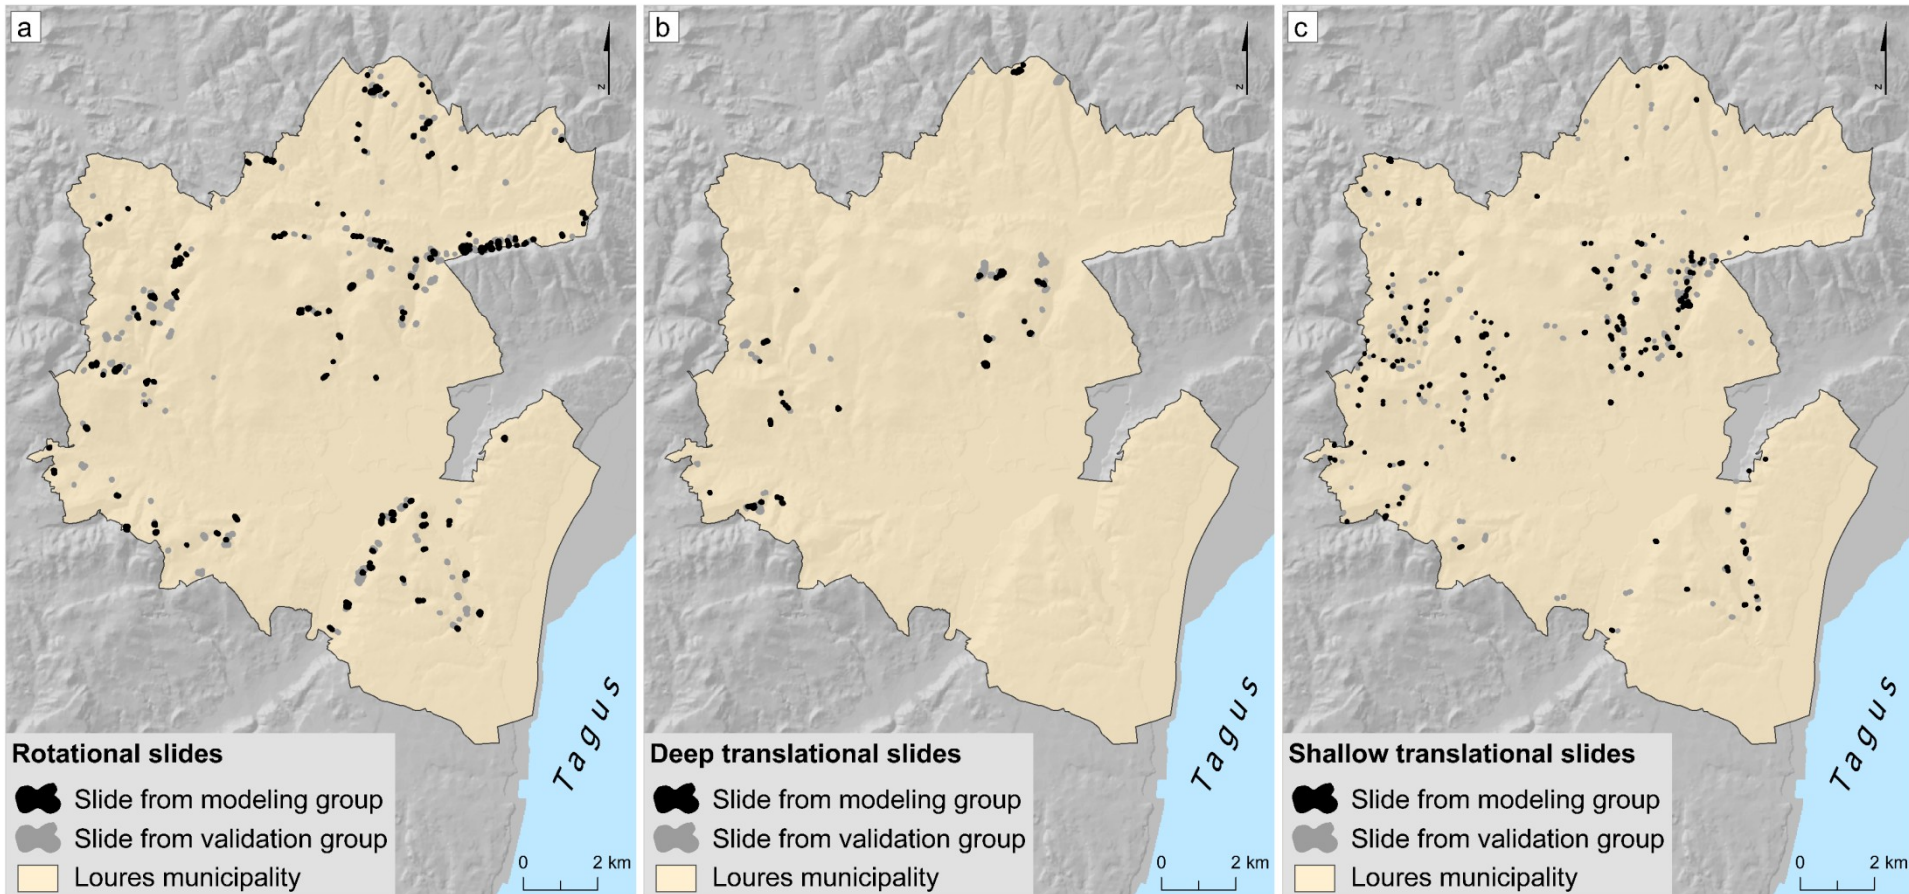 a
z
Tagus
Rotational slides
Slide from modeling group
Slide from validation group
Loures municipality
0 2 km
b
z
Tagus
Deep translational slides
Slide from modeling group
Slide from validation group
Loures municipality
0 2 km
c
z
Tagus
Shallow translational slides
Slide from modeling group
Slide from validation group
Loures municipality
0 2 km